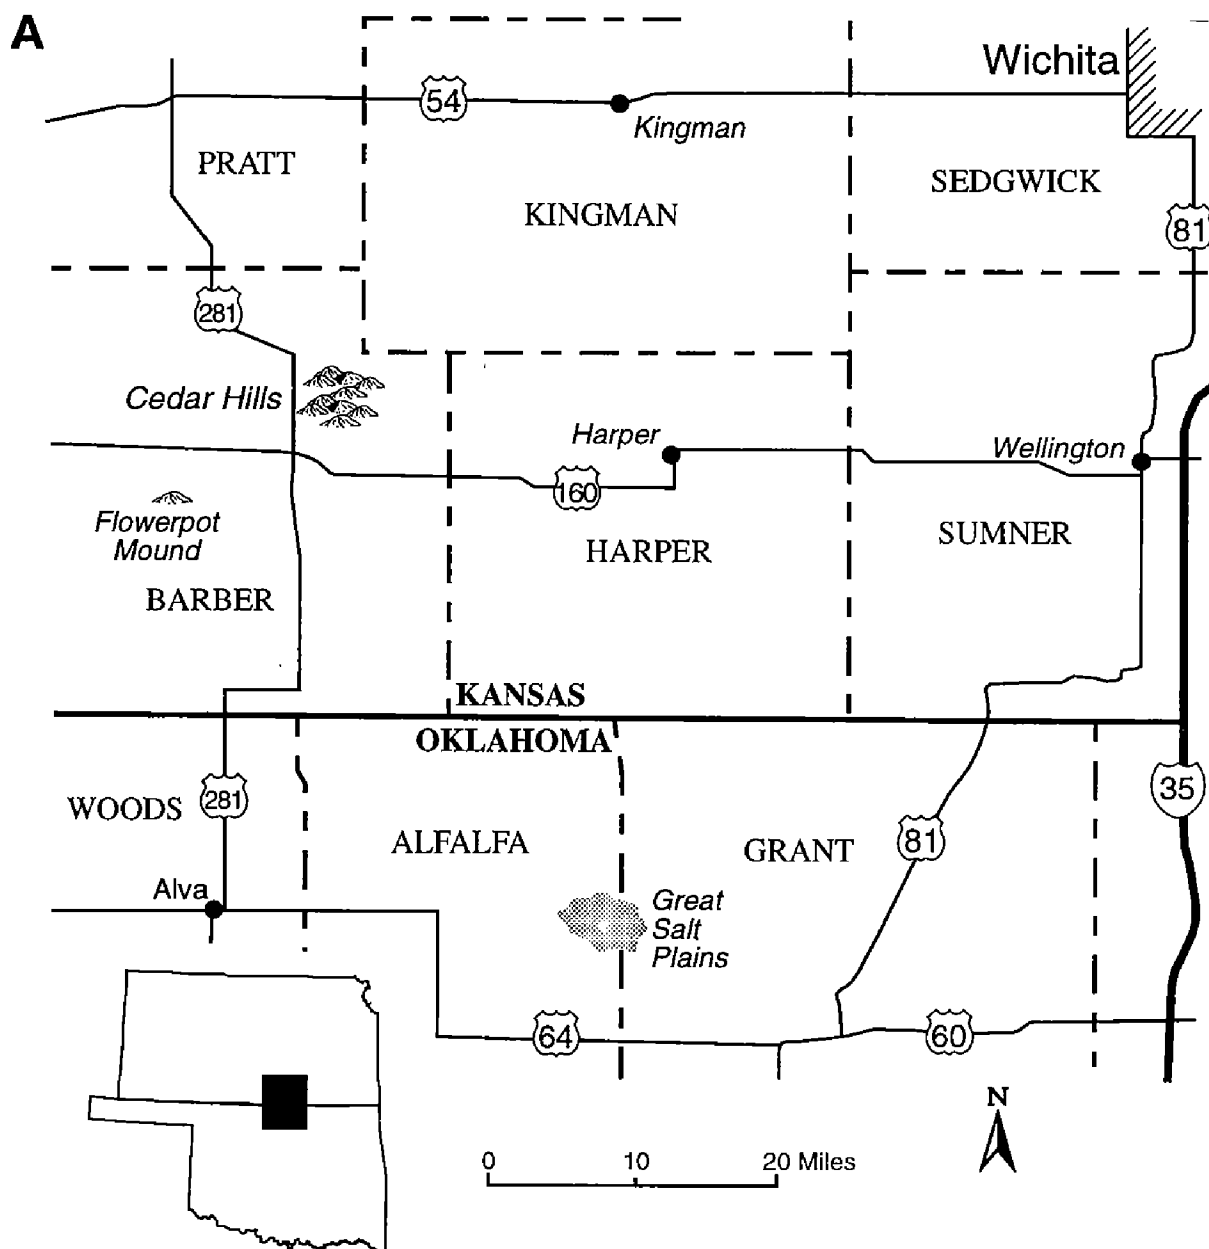 A
Wichita
54
Kingman
PRATT
SEDGWICK
KINGMAN
81
281
Cedar Hills
Harper
Wellington
160
Flowerpot
Mound
SUMNER
HARPER
BARBER
KANSAS
OKLAHOMA
WOODS
281
35
ALFALFA
GRANT
81
Alva
Great
Salt
Plains
64
60
N
0 10 20 Miles